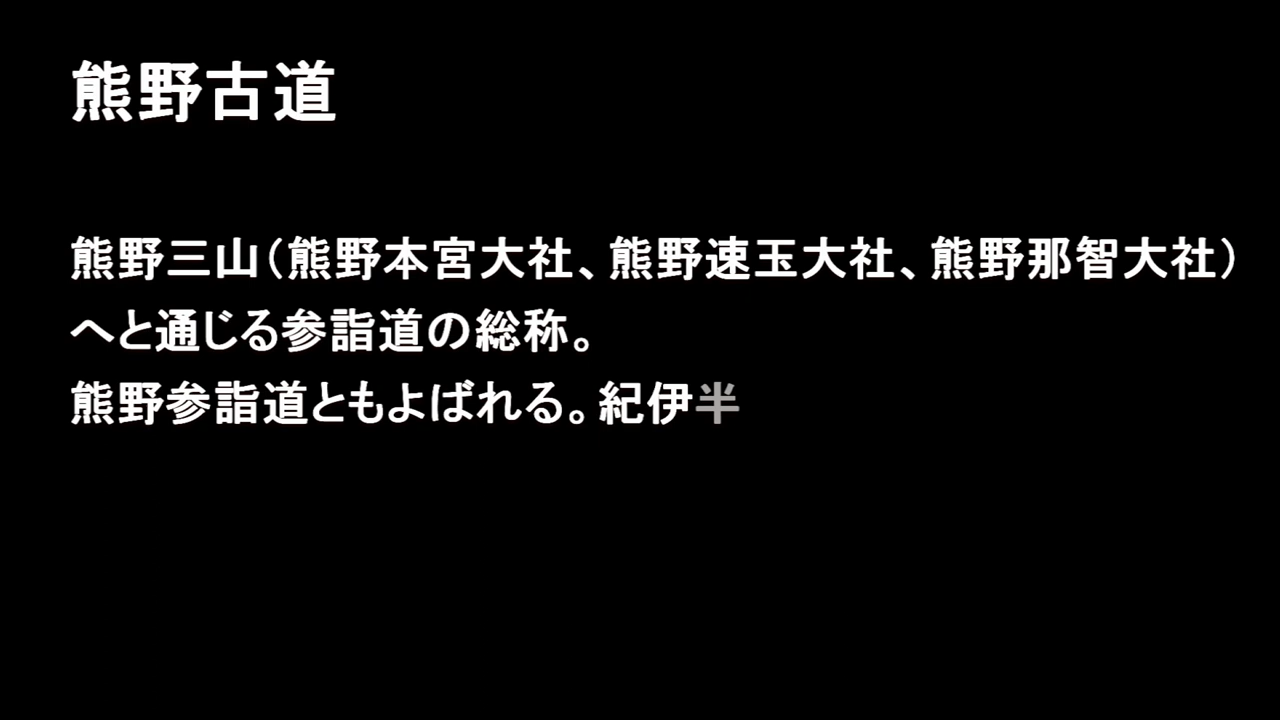 熊野古道
熊野三山（熊野本宮大社、熊野速玉大社、熊野那智大社）
へと通じる参詣道の総称。
熊野参詣道ともよばれる。紀伊半